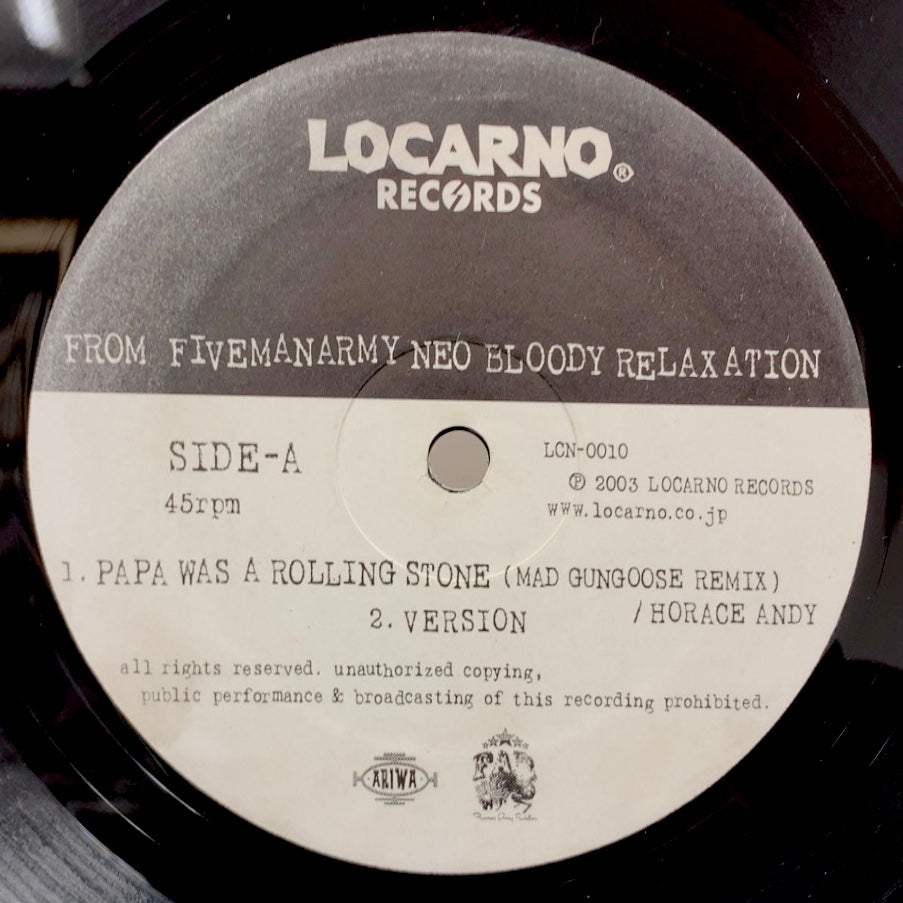 LOCARNO®
RECORDS
FROM FIVEMANARMY NEO BLOODY RELAXATION
SIDE-A
45rpm
LCN-0010
℗ 2003 LOCARNO RECORDS
www.locarno.co.jp
1. PAPA WAS A ROLLING STONE (MAD GUNGOOSE REMIX)
/ HORACE ANDY
2. VERSION
all rights reserved. unauthorized copying,
public performance & broadcasting of this recording prohibited.
ARIWA